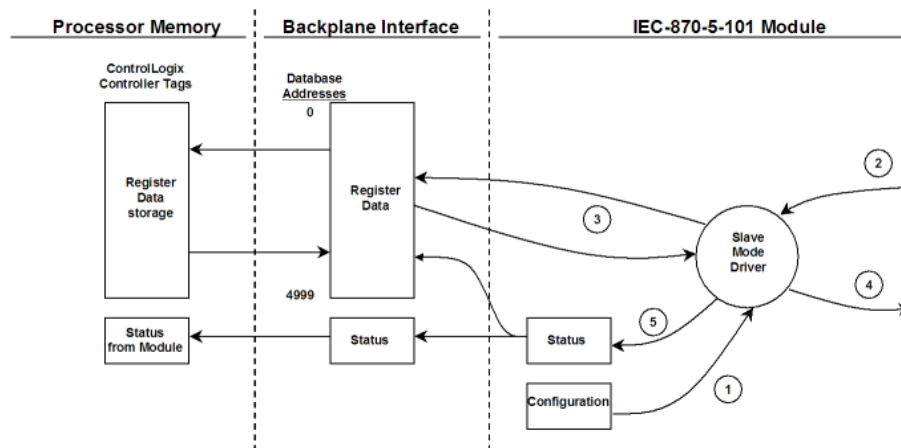 Processor Memory
Backplane Interface
IEC-870-5-101 Module
ControlLogix
Controller Tags
Database
Addresses
0
Register
Data
storage
Register
Data
4999
Slave
Mode
Driver
2
3
4
5
1
Status
from Module
Status
Status
Configuration